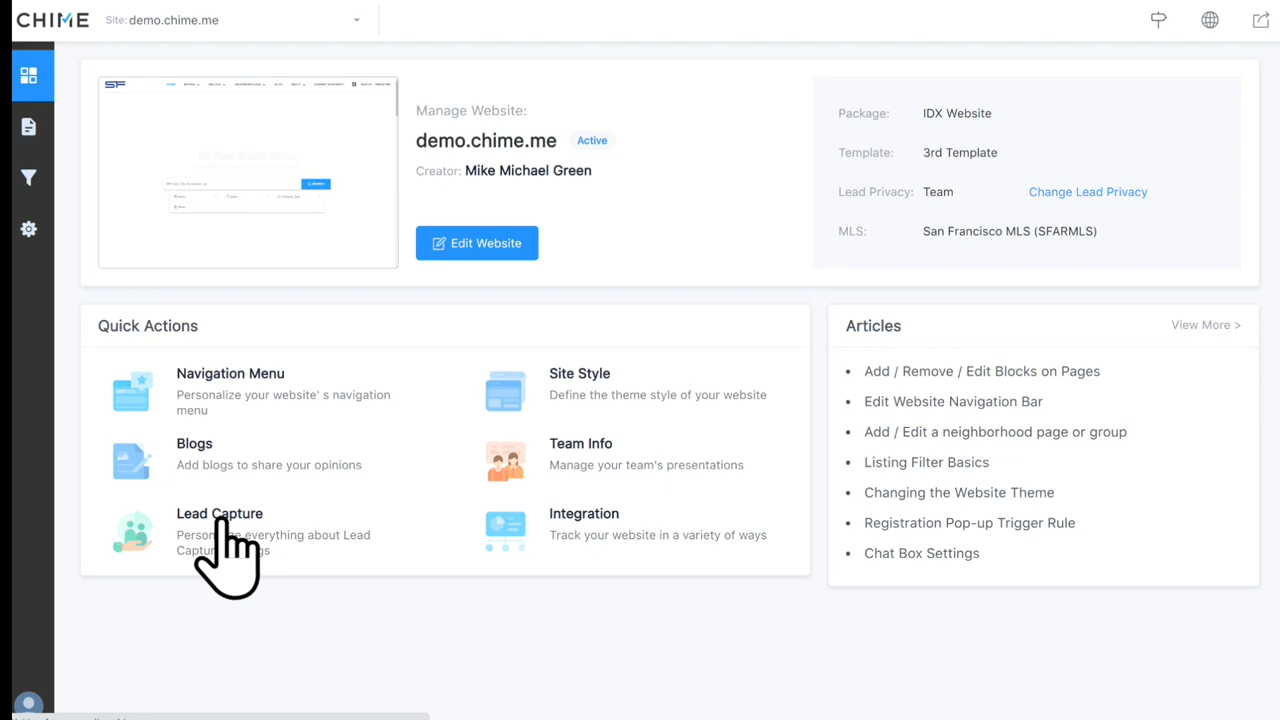 CHIME
Site: demo.chime.me
SF
Manage Website:
demo.chime.me
Active
Creator: Mike Michael Green
Edit Website
Package: IDX Website
Template: 3rd Template
Lead Privacy: Team Change Lead Privacy
MLS: San Francisco MLS (SFARMLS)
Quick Actions
Navigation Menu
Personalize your website' s navigation
menu
Site Style
Define the theme style of your website
Blogs
Add blogs to share your opinions
Team Info
Manage your team's presentations
Lead Capture
everything about Lead
Integration
Track your website in a variety of ways
Articles
View More >
• Add / Remove / Edit Blocks on Pages
• Edit Website Navigation Bar
• Add / Edit a neighborhood page or group
• Listing Filter Basics
• Changing the Website Theme
• Registration Pop-up Trigger Rule
• Chat Box Settings